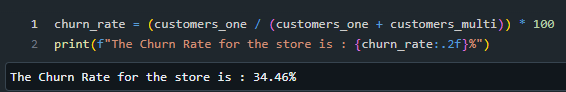 1 churn_rate = (customers_one / (customers_one + customers_multi)) * 100
2 print(f"The Churn Rate for the store is : {churn_rate:.2f}%")
The Churn Rate for the store is : 34.46%